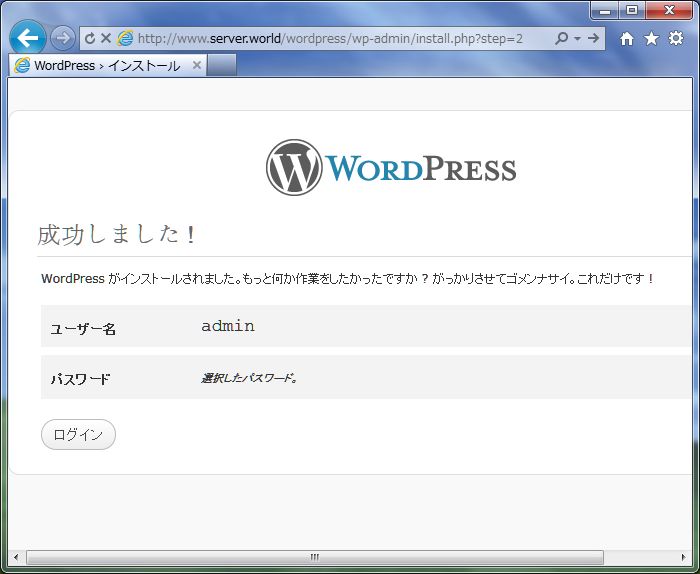 http://www.server.world/wordpress/wp-admin/install.php?step=2
WordPress › インストール
WORDPRESS
成功しました！
WordPress がインストールされました。もっと何か作業をしたかったですか ? がっかりさせてゴメンナサイ。これだけです !
ユーザー名
admin
パスワード
選択したパスワード。
ログイン